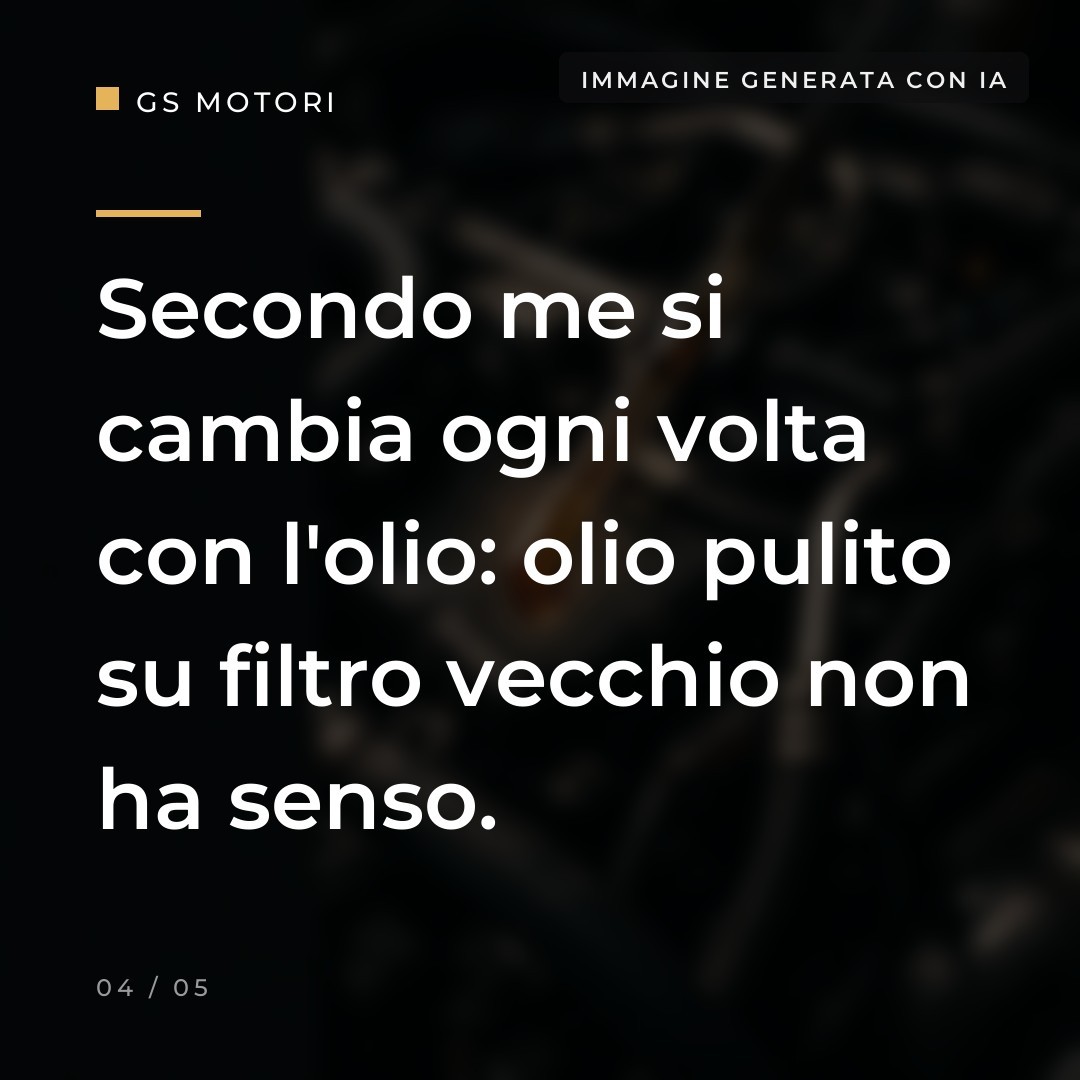 GS MOTORI
IMMAGINE GENERATA CON IA
Secondo me si
cambia ogni volta
con l'olio: olio pulito
su filtro vecchio non
ha senso.
04 / 05